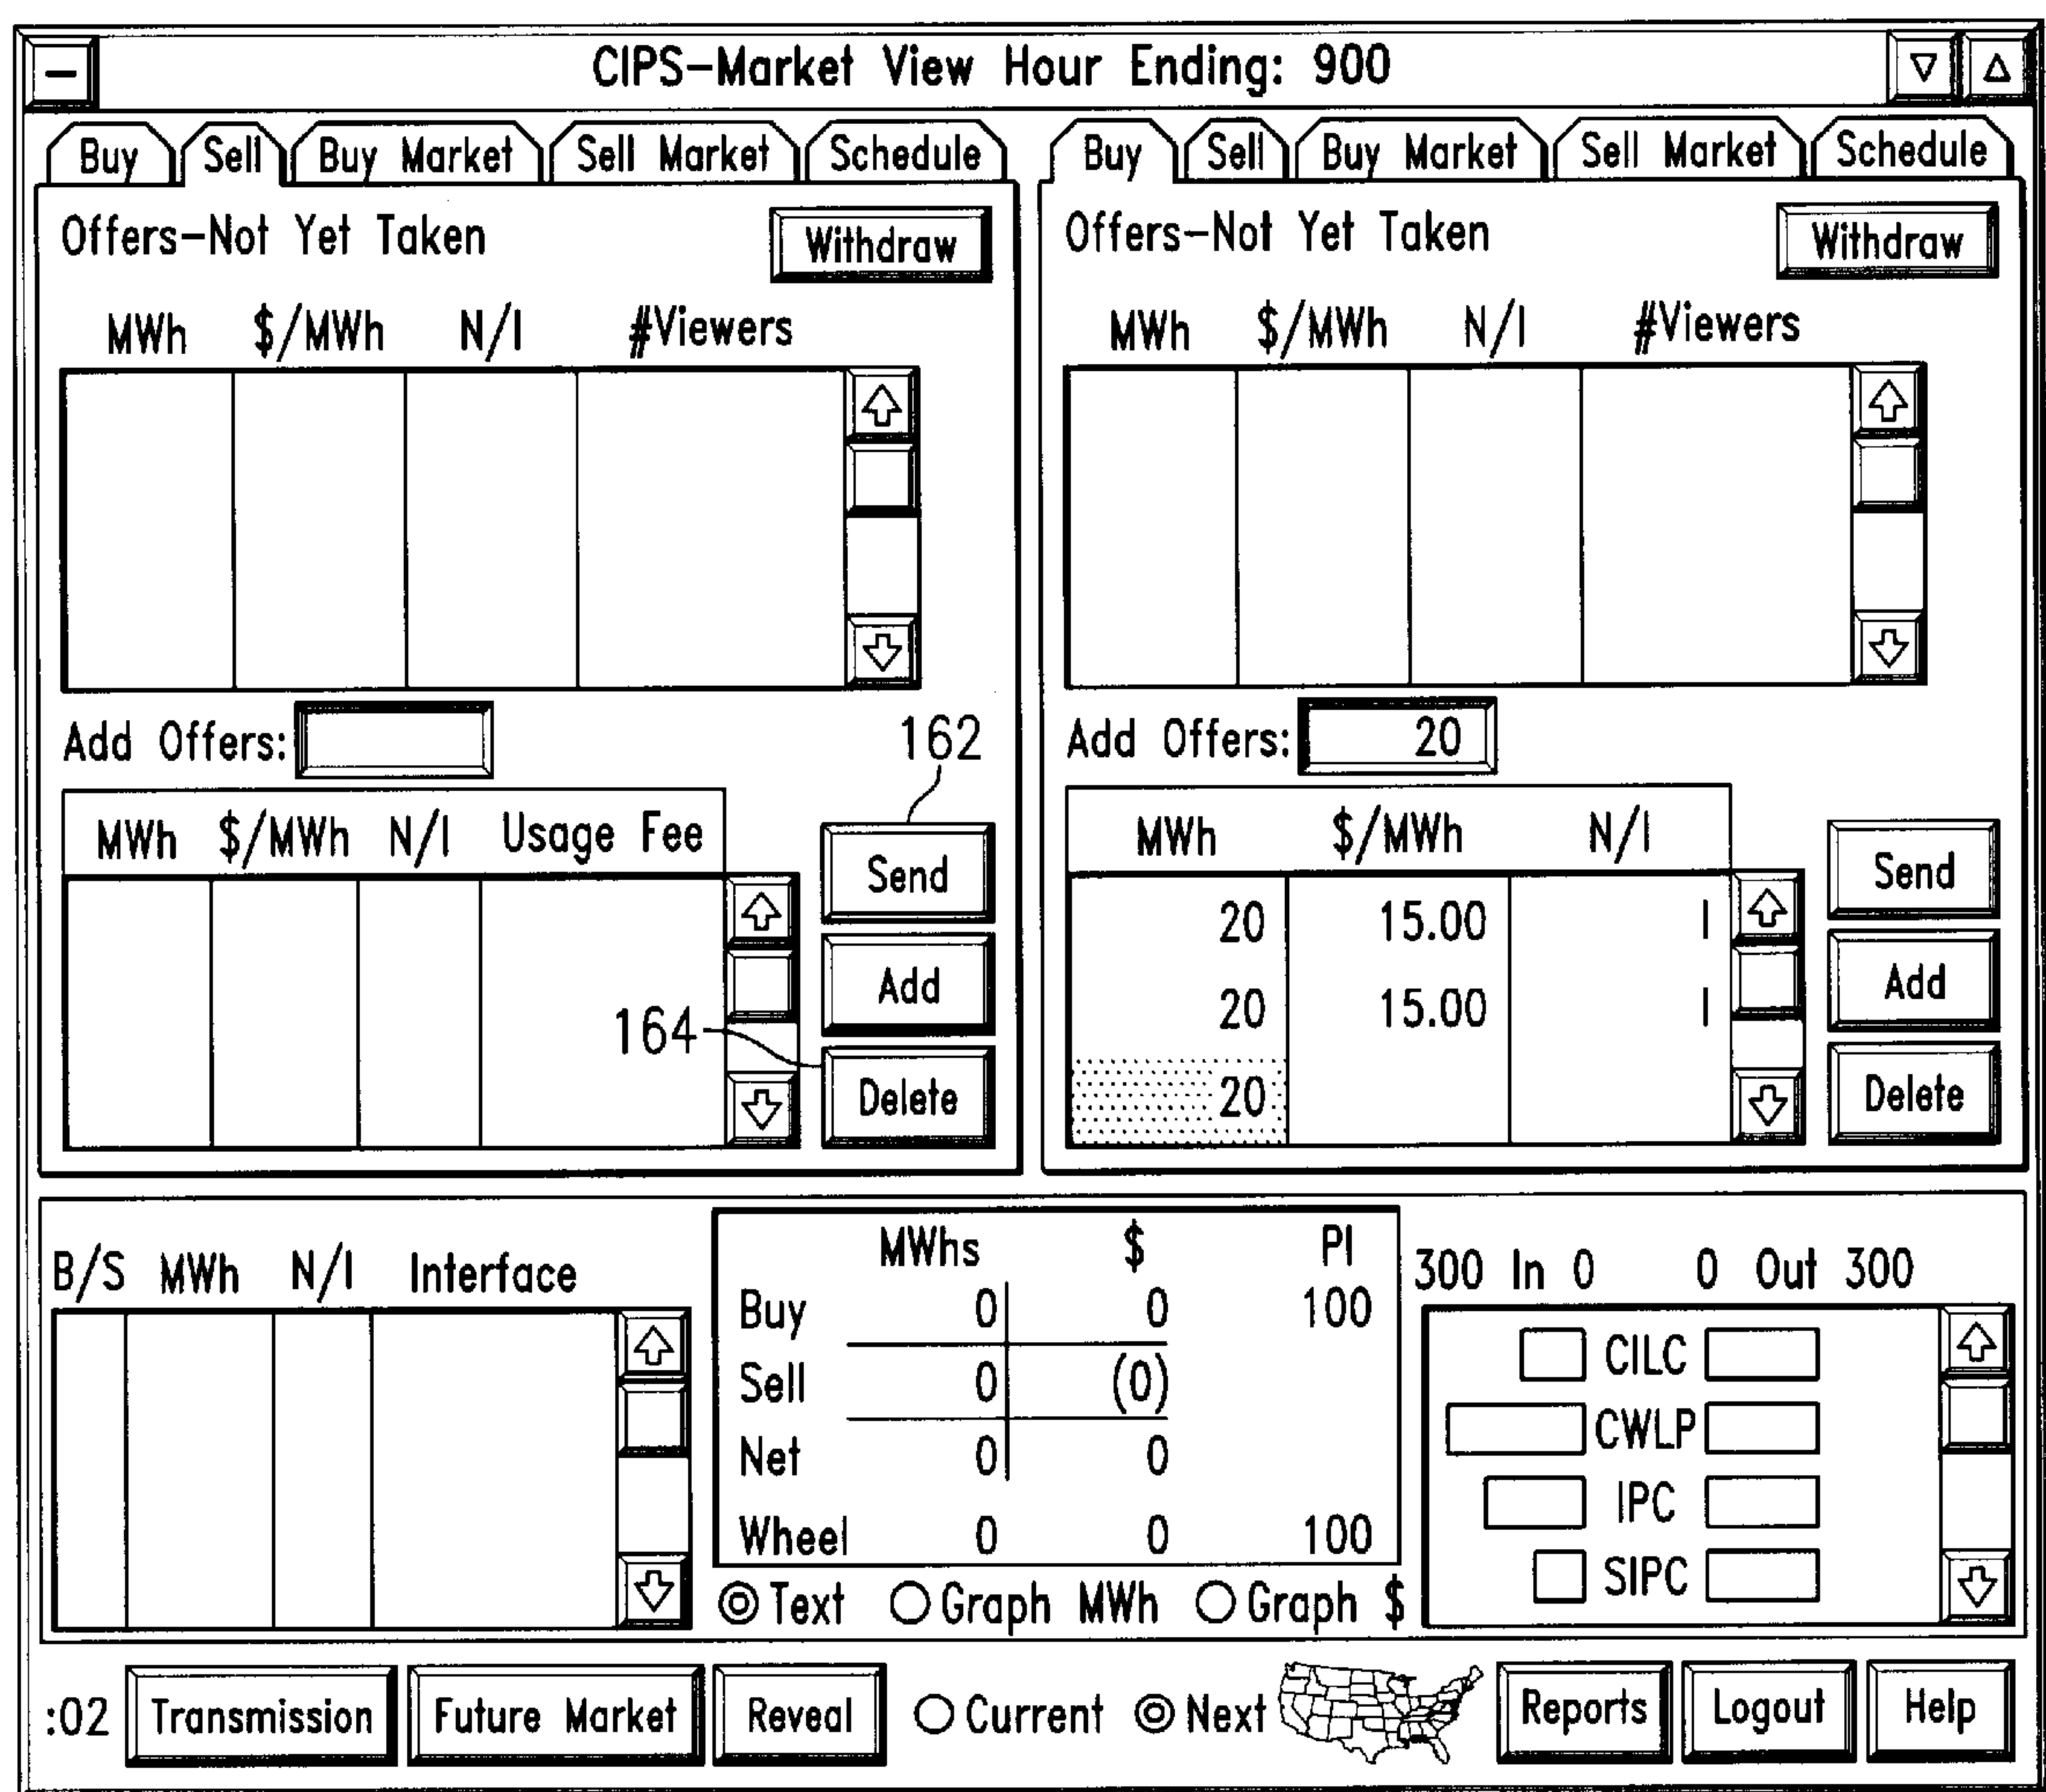 CIPS-Market View Hour Ending: 900
Buy Sell Buy Market Sell Market Schedule
Offers-Not Yet Taken Withdraw
MWh $/MWh N/I #Viewers
Add Offers:
162
MWh $/MWh N/I Usage Fee
Send
Add
164
Delete
Buy Sell Buy Market Sell Market Schedule
Offers-Not Yet Taken Withdraw
MWh $/MWh N/I #Viewers
Add Offers: 20
MWh $/MWh N/I
Send
20 15.00 I
Add
20 15.00 I
20
Delete
B/S MWh N/I Interface
MWhs $ PI
Buy 0 0 100
Sell 0 (0)
Net 0 0
Wheel 0 0 100
Text Graph MWh Graph $
300 In 0 0 Out 300
CILC
CWLP
IPC
SIPC
:02 Transmission Future Market Reveal Current Next Reports Logout Help